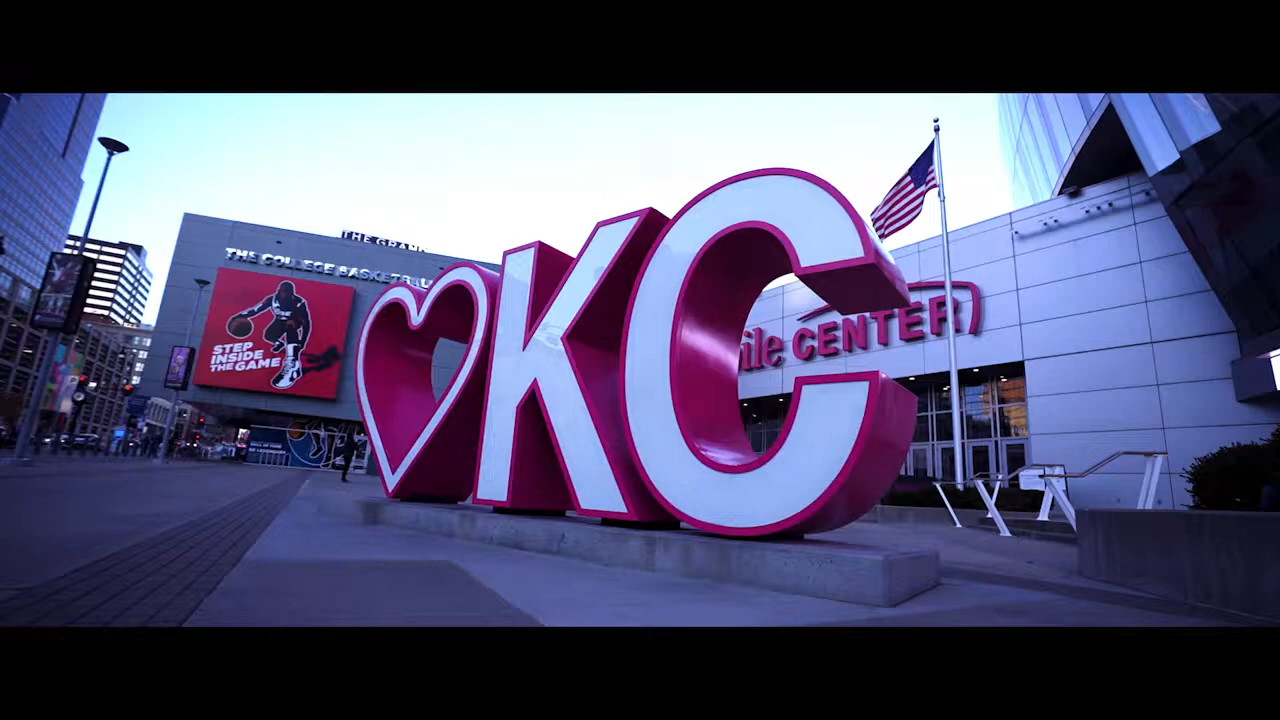 THE GRAND
THE COLLEGE BASKETBALL
STEP
INSIDE
THE GAME
KC
ile CENTER